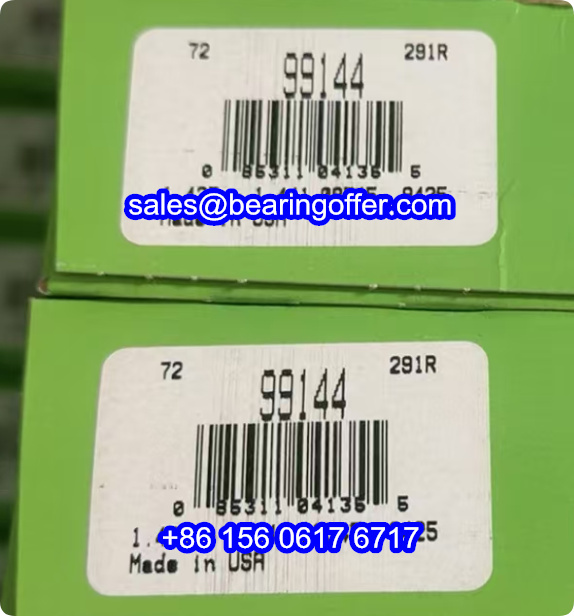 72 291R
99144
0 85311 04135 5
sales@bearingoffer.com
Made in USA
72 291R
99144
0 85311 04135 5
+86 156 0617 6717
Made in USA